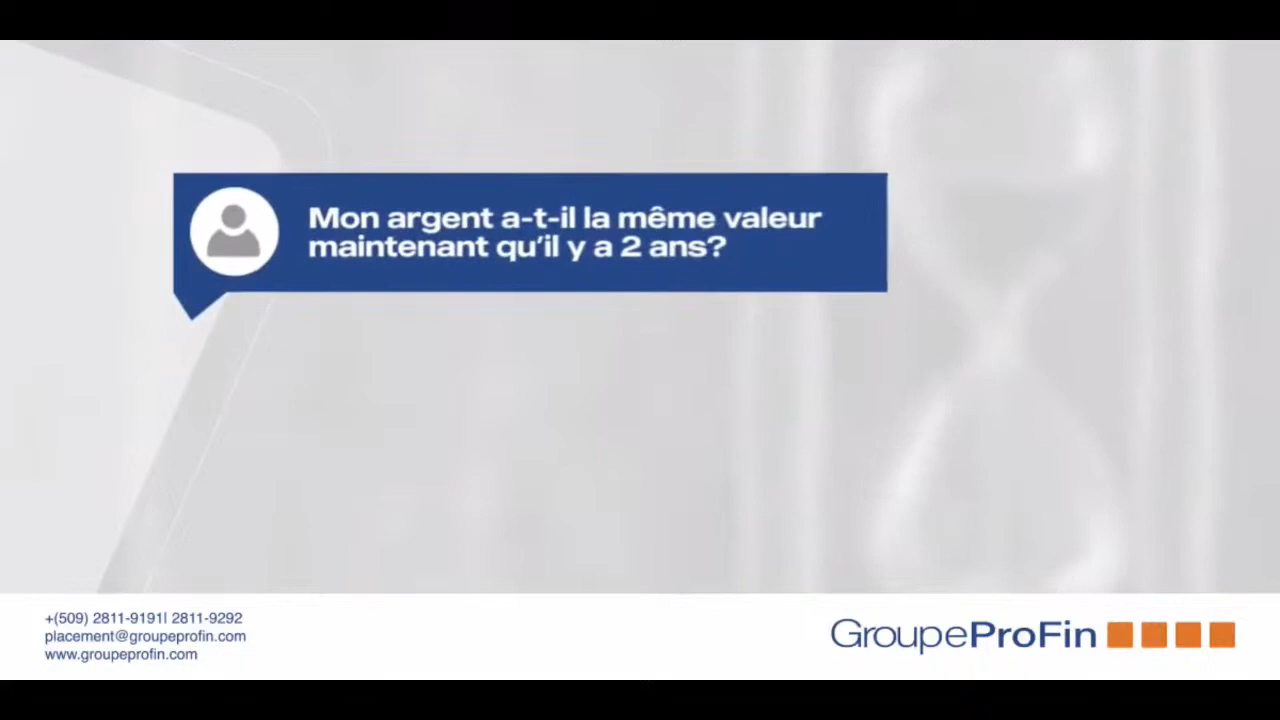 Mon argent a-t-il la même valeur
maintenant qu'il y a 2 ans?
+(509) 2811-9191| 2811-9292
placement@groupeprofin.com
www.groupeprofin.com
GroupeProFin